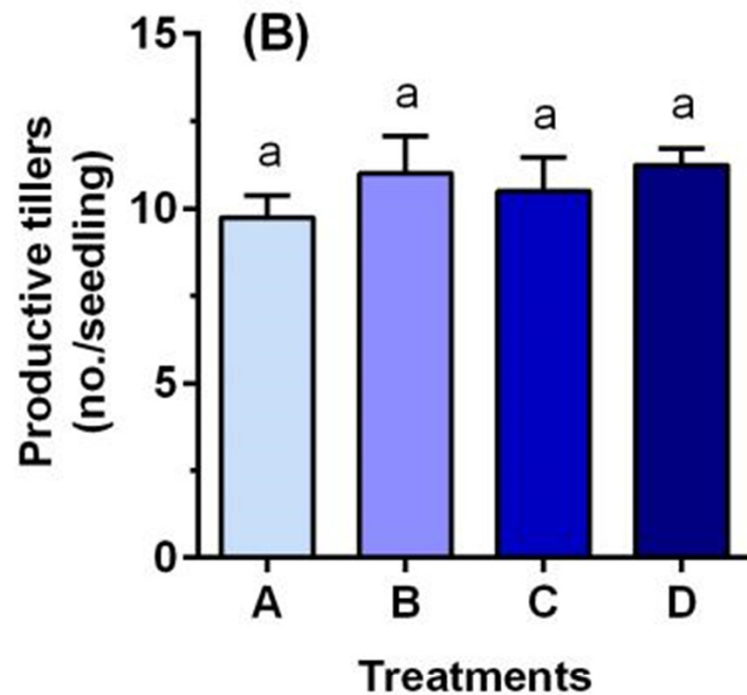 (B)
15
10
5
0
Productive tillers
(no./seedling)
a
a
a
a
A B C D
Treatments